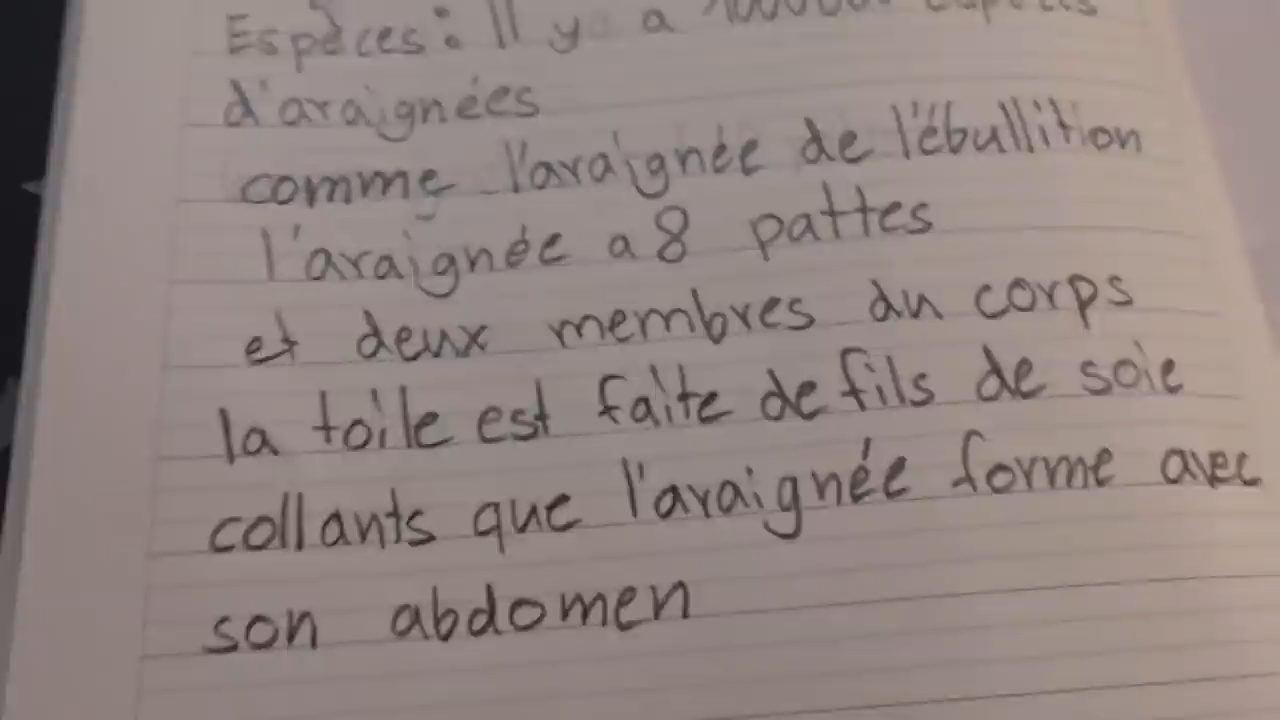 Espèces: Il y a espèces
d'araignées
comme l'araignée de l'ébullition
l'araignée a 8 pattes
et deux membres du corps
la toile est faite de fils de soie
collants que l'araignée forme avec
son abdomen